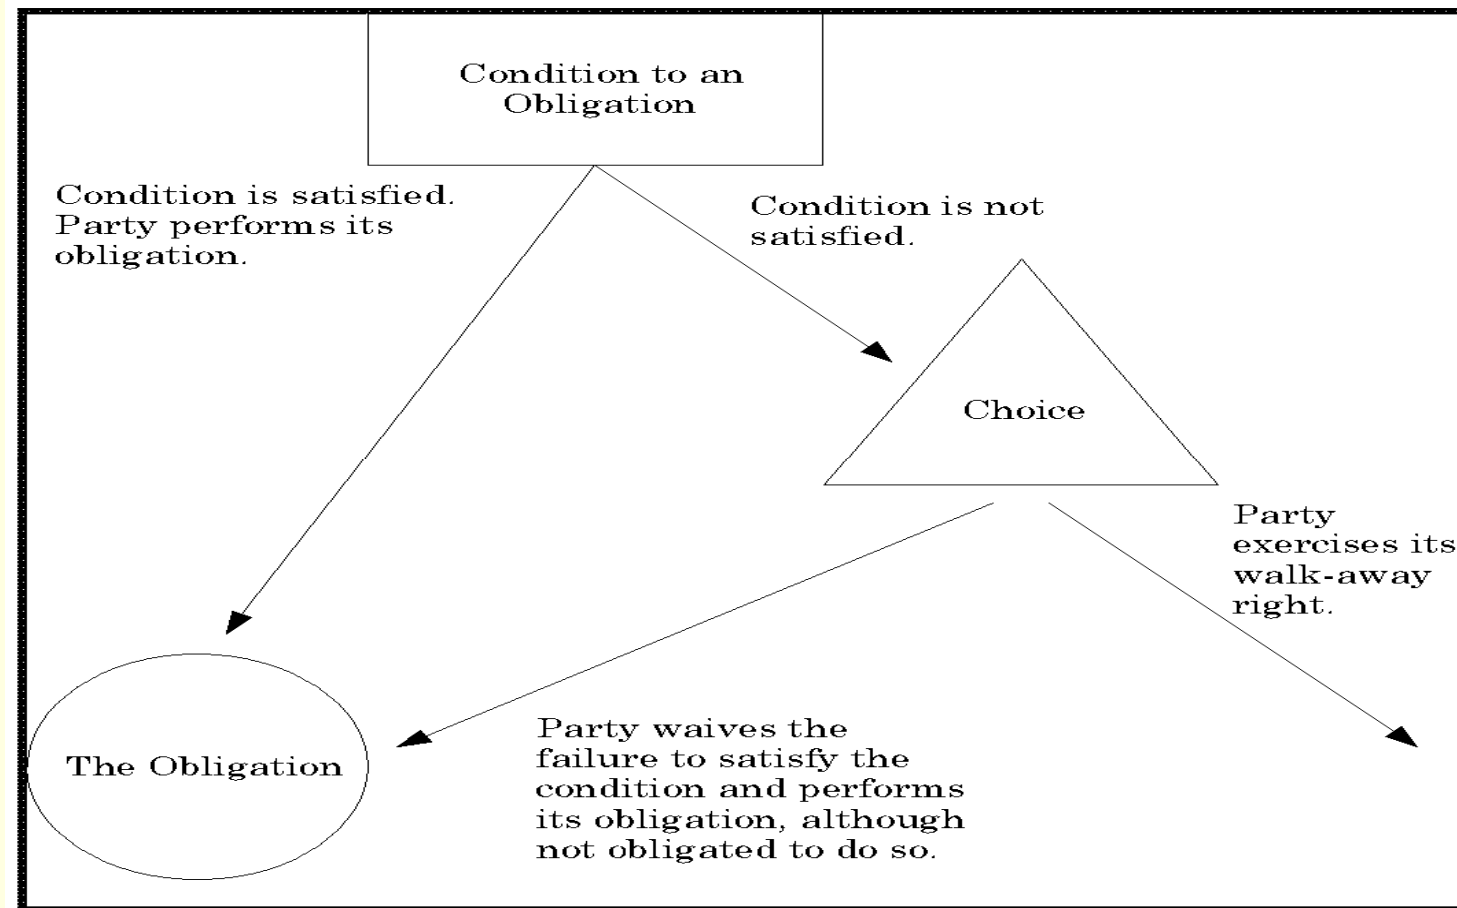 Condition to an
Obligation
Condition is satisfied.
Party performs its
obligation.
Condition is not
satisfied.
Choice
Party
exercises its
walk-away
right.
The Obligation
Party waives the
failure to satisfy the
condition and performs
its obligation, although
not obligated to do so.